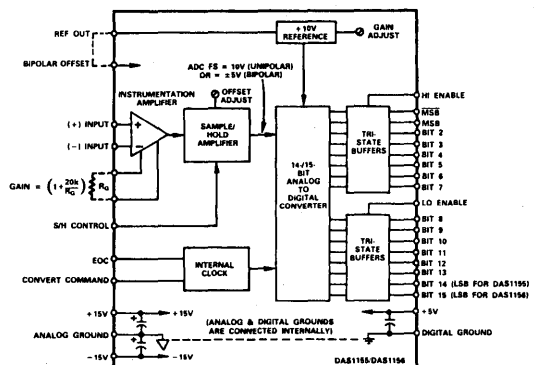 REF OUT
BIPOLAR OFFSET
+10V
REFERENCE
GAIN
ADJUST
ADC FS = 10V (UNIPOLAR)
OR = ±5V (BIPOLAR)
INSTRUMENTATION
AMPLIFIER
OFFSET
ADJUST
(+) INPUT
(−) INPUT
+
−
SAMPLE/
HOLD
AMPLIFIER
GAIN = (1 + 20k/RG)
RG
S/H CONTROL
14-/15-
BIT
ANALOG
TO
DIGITAL
CONVERTER
HI ENABLE
TRI-
STATE
BUFFERS
MSB
MSB
BIT 2
BIT 3
BIT 4
BIT 5
BIT 6
BIT 7
LO ENABLE
TRI-
STATE
BUFFERS
BIT 8
BIT 9
BIT 10
BIT 11
BIT 12
BIT 13
BIT 14 (LSB FOR DAS1155)
BIT 15 (LSB FOR DAS1156)
EOC
CONVERT COMMAND
INTERNAL
CLOCK
+15V
+15V
ANALOG GROUND
−15V
−15V
+
+
(ANALOG & DIGITAL GROUNDS
ARE CONNECTED INTERNALLY)
+5V
DIGITAL GROUND
DAS1155/DAS1156